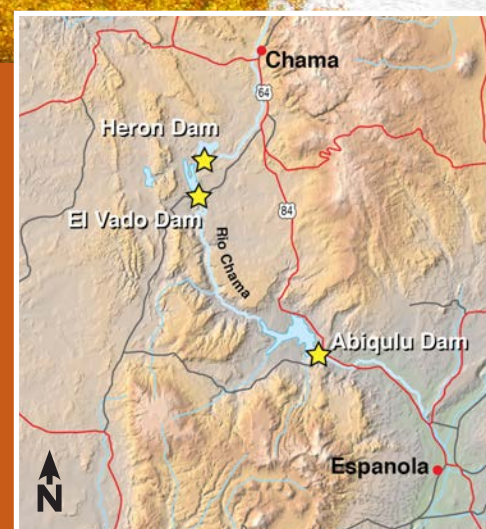 Chama
64
Heron Dam
El Vado Dam
84
Rio Chama
Abiqulu Dam
Espanola
N